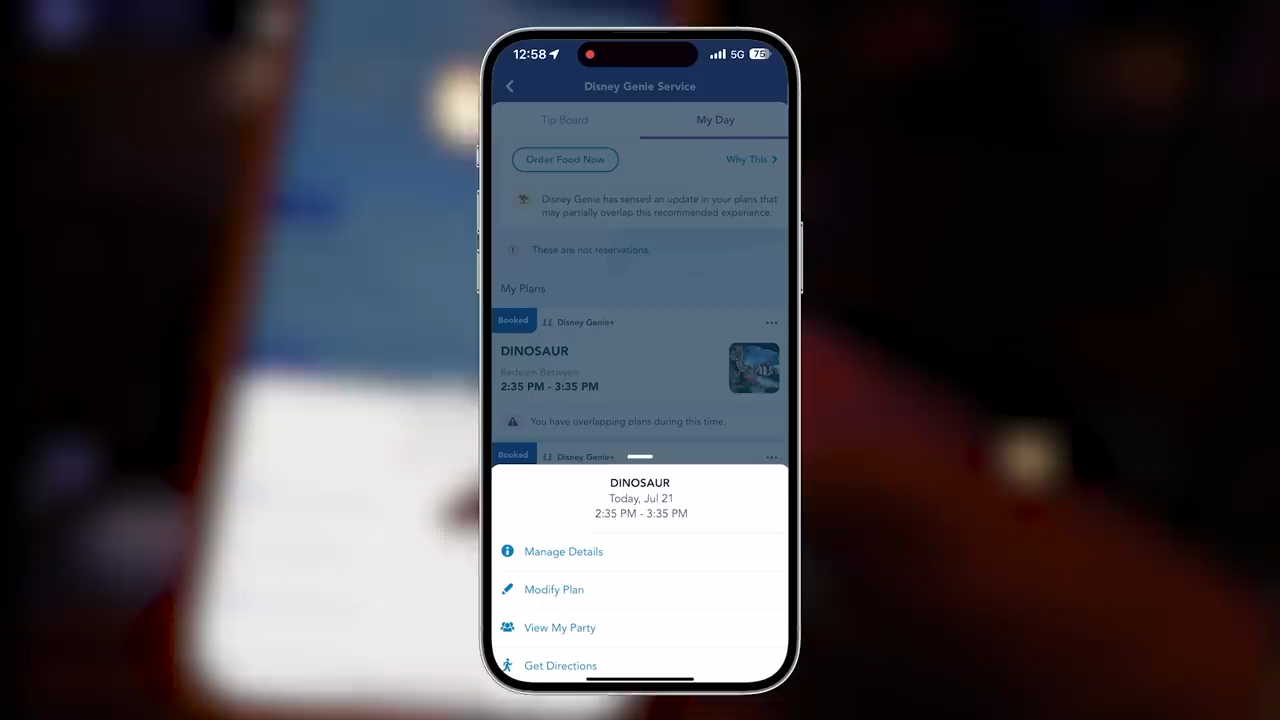 12:58 5G 75
Disney Genie Service
Tip Board My Day
Order Food Now Why This
Disney Genie has sensed an update in your plans that
may partially overlap this recommended experience.
These are not reservations.
My Plans
Booked LL Disney Genie+
DINOSAUR
Redeem Between
2:35 PM - 3:35 PM
You have overlapping plans during this time.
Booked LL Disney Genie+
DINOSAUR
Today, Jul 21
2:35 PM - 3:35 PM
Manage Details
Modify Plan
View My Party
Get Directions